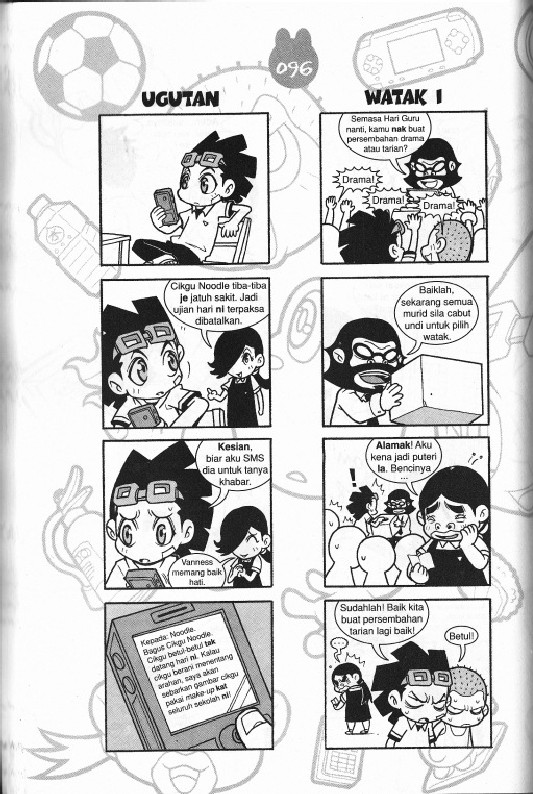 096
UGUTAN
Cikgu Noodle tiba-tiba
je jatuh sakit. Jadi
ujian hari ni terpaksa
dibatalkan.
Kesian,
biar aku SMS
dia untuk tanya
khabar.
Vanness
memang baik
hati.
Kepada: Noodle.
Bagus Cikgu Noodle.
Cikgu betul-betul tak
datang hari ni. Kalau
cikgu berani menentang
arahan, saya akan
sebarkan gambar cikgu
pakai make-up kat
seluruh sekolah ni!
WATAK 1
Semasa Hari Guru
nanti, kamu nak buat
persembahan drama
atau tarian?
Drama!
Drama!
Drama!
Baiklah,
sekarang semua
murid sila cabut
undi untuk pilih
watak.
Alamak! Aku
kena jadi puteri
la. Bencinya
!
Sudahlah! Baik kita
buat persembahan
tarian lagi baik!
Betul!!
...